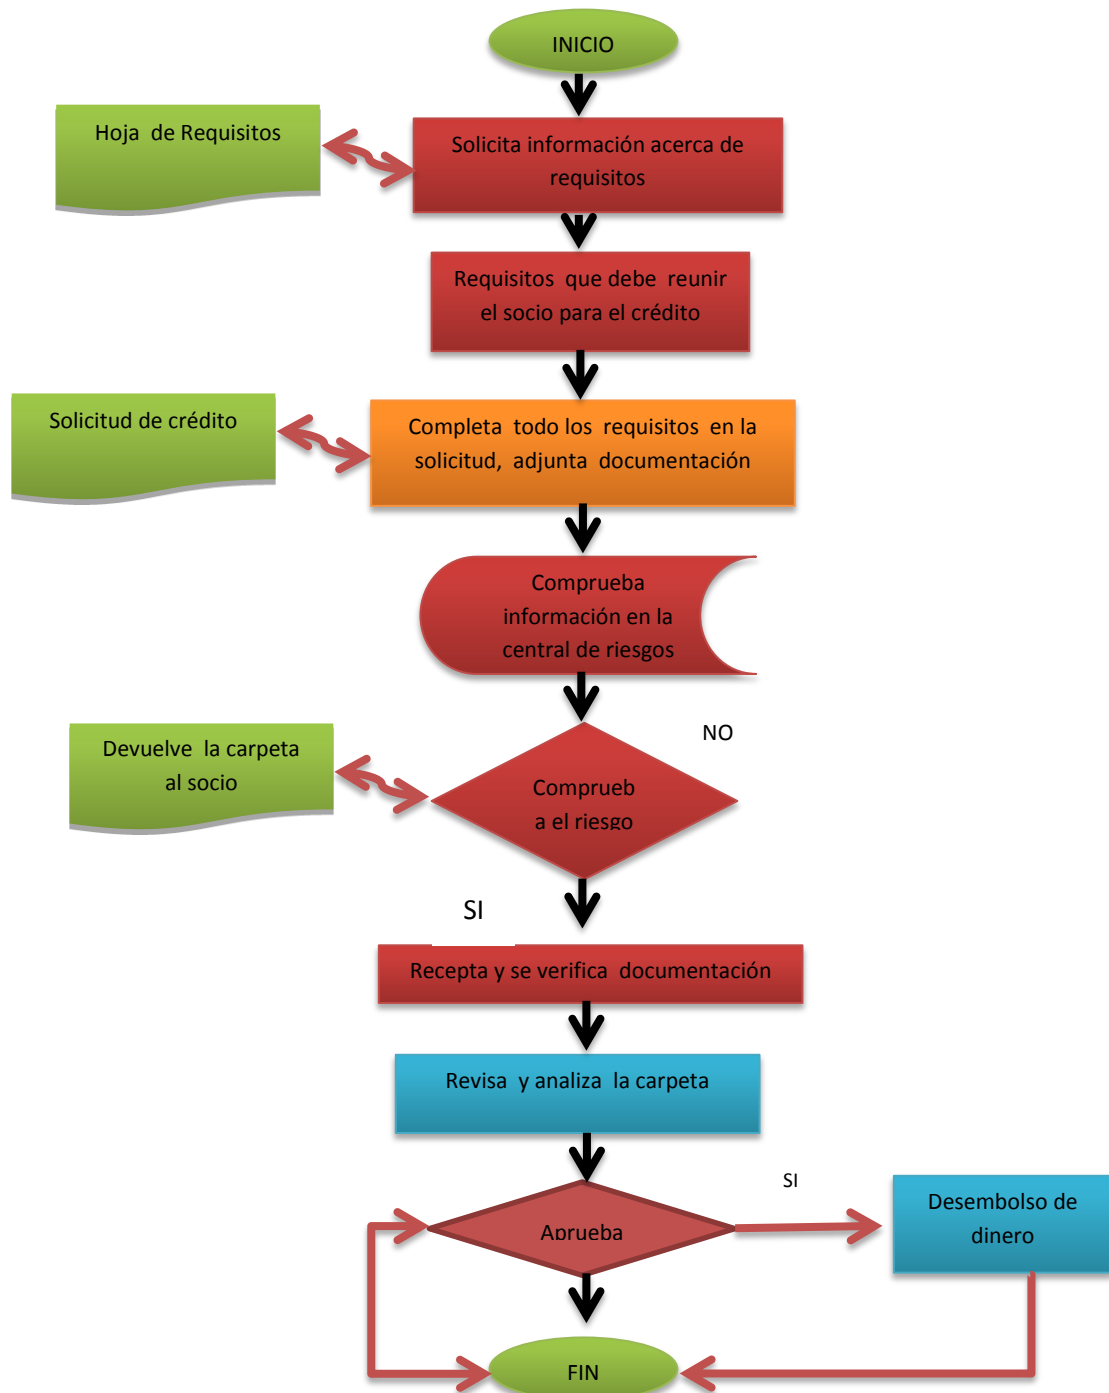 INICIO
Hoja de Requisitos
Solicita información acerca de
requisitos
Requisitos que debe reunir
el socio para el crédito
Solicitud de crédito
Completa todo los requisitos en la
solicitud, adjunta documentación
Comprueba
información en la
central de riesgos
NO
Devuelve la carpeta
al socio
Comprueb
a el riesgo
SI
Recepta y se verifica documentación
Revisa y analiza la carpeta
SI
Desembolso de
dinero
Aprueba
FIN